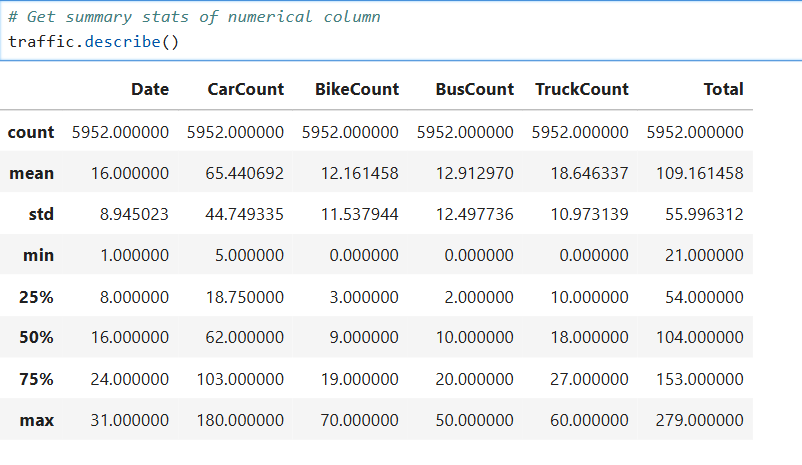 # Get summary stats of numerical column
traffic.describe()
Date CarCount BikeCount BusCount TruckCount Total
count 5952.000000 5952.000000 5952.000000 5952.000000 5952.000000 5952.000000
mean 16.000000 65.440692 12.161458 12.912970 18.646337 109.161458
std 8.945023 44.749335 11.537944 12.497736 10.973139 55.996312
min 1.000000 5.000000 0.000000 0.000000 0.000000 21.000000
25% 8.000000 18.750000 3.000000 2.000000 10.000000 54.000000
50% 16.000000 62.000000 9.000000 10.000000 18.000000 104.000000
75% 24.000000 103.000000 19.000000 20.000000 27.000000 153.000000
max 31.000000 180.000000 70.000000 50.000000 60.000000 279.000000